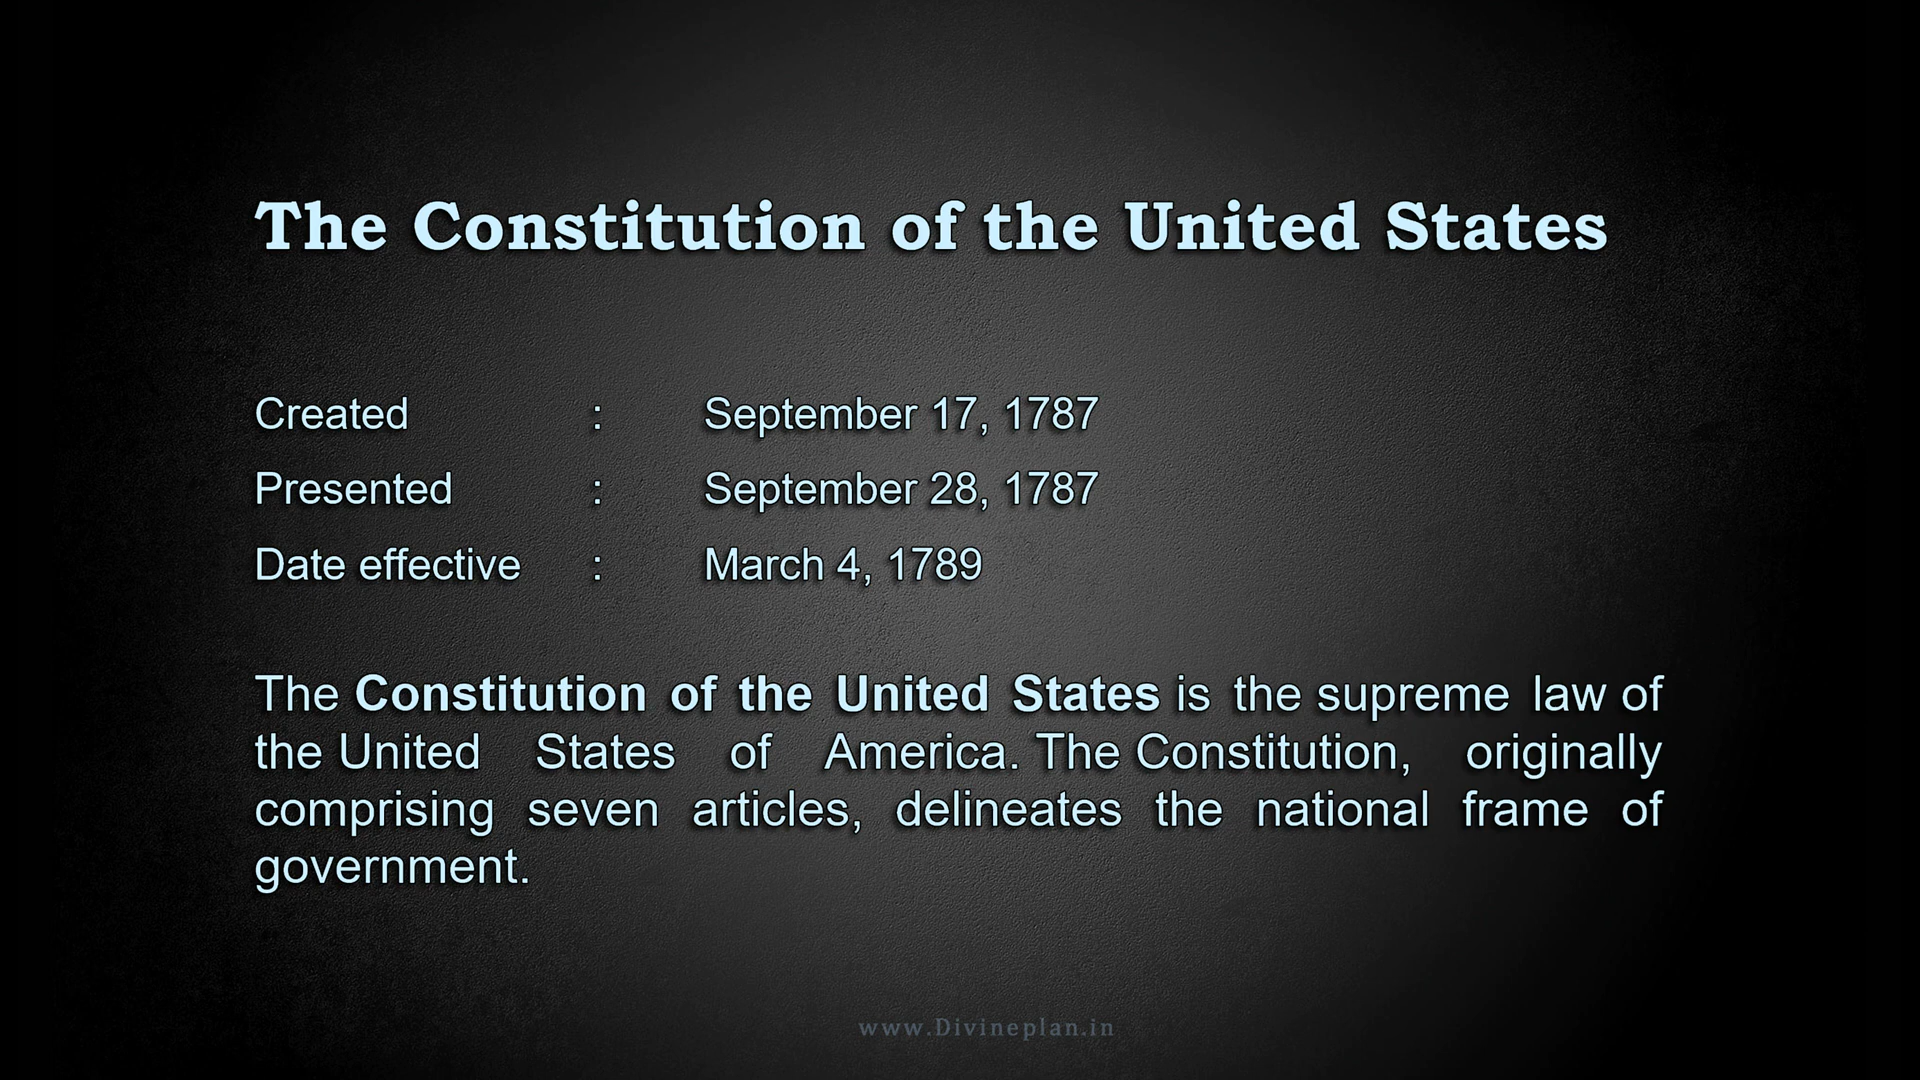 The Constitution of the United States
Created : September 17, 1787
Presented : September 28, 1787
Date effective : March 4, 1789
The Constitution of the United States is the supreme law of
the United States of America. The Constitution, originally
comprising seven articles, delineates the national frame of
government.
www.Divineplan.in